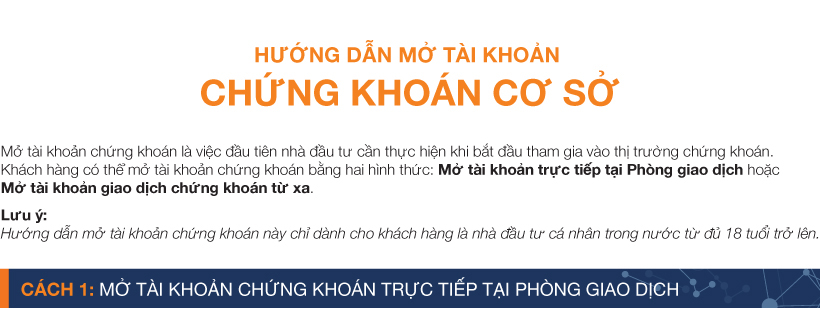 HƯỚNG DẪN MỞ TÀI KHOẢN
CHỨNG KHOÁN CƠ SỞ
Mở tài khoản chứng khoán là việc đầu tiên nhà đầu tư cần thực hiện khi bắt đầu tham gia vào thị trường chứng khoán.
Khách hàng có thể mở tài khoản chứng khoán bằng hai hình thức: Mở tài khoản trực tiếp tại Phòng giao dịch hoặc
Mở tài khoản giao dịch chứng khoán từ xa.
Lưu ý:
Hướng dẫn mở tài khoản chứng khoán này chỉ dành cho khách hàng là nhà đầu tư cá nhân trong nước từ đủ 18 tuổi trở lên.
CÁCH 1: MỞ TÀI KHOẢN CHỨNG KHOÁN TRỰC TIẾP TẠI PHÒNG GIAO DỊCH